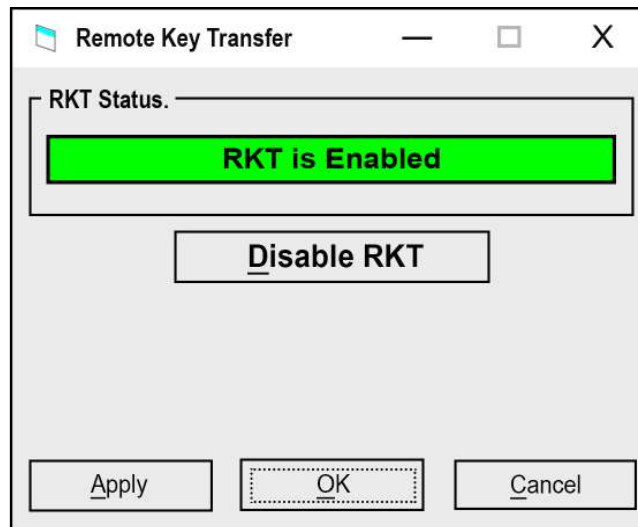 Remote Key Transfer
RKT Status.
RKT is Enabled
Disable RKT
Apply OK Cancel